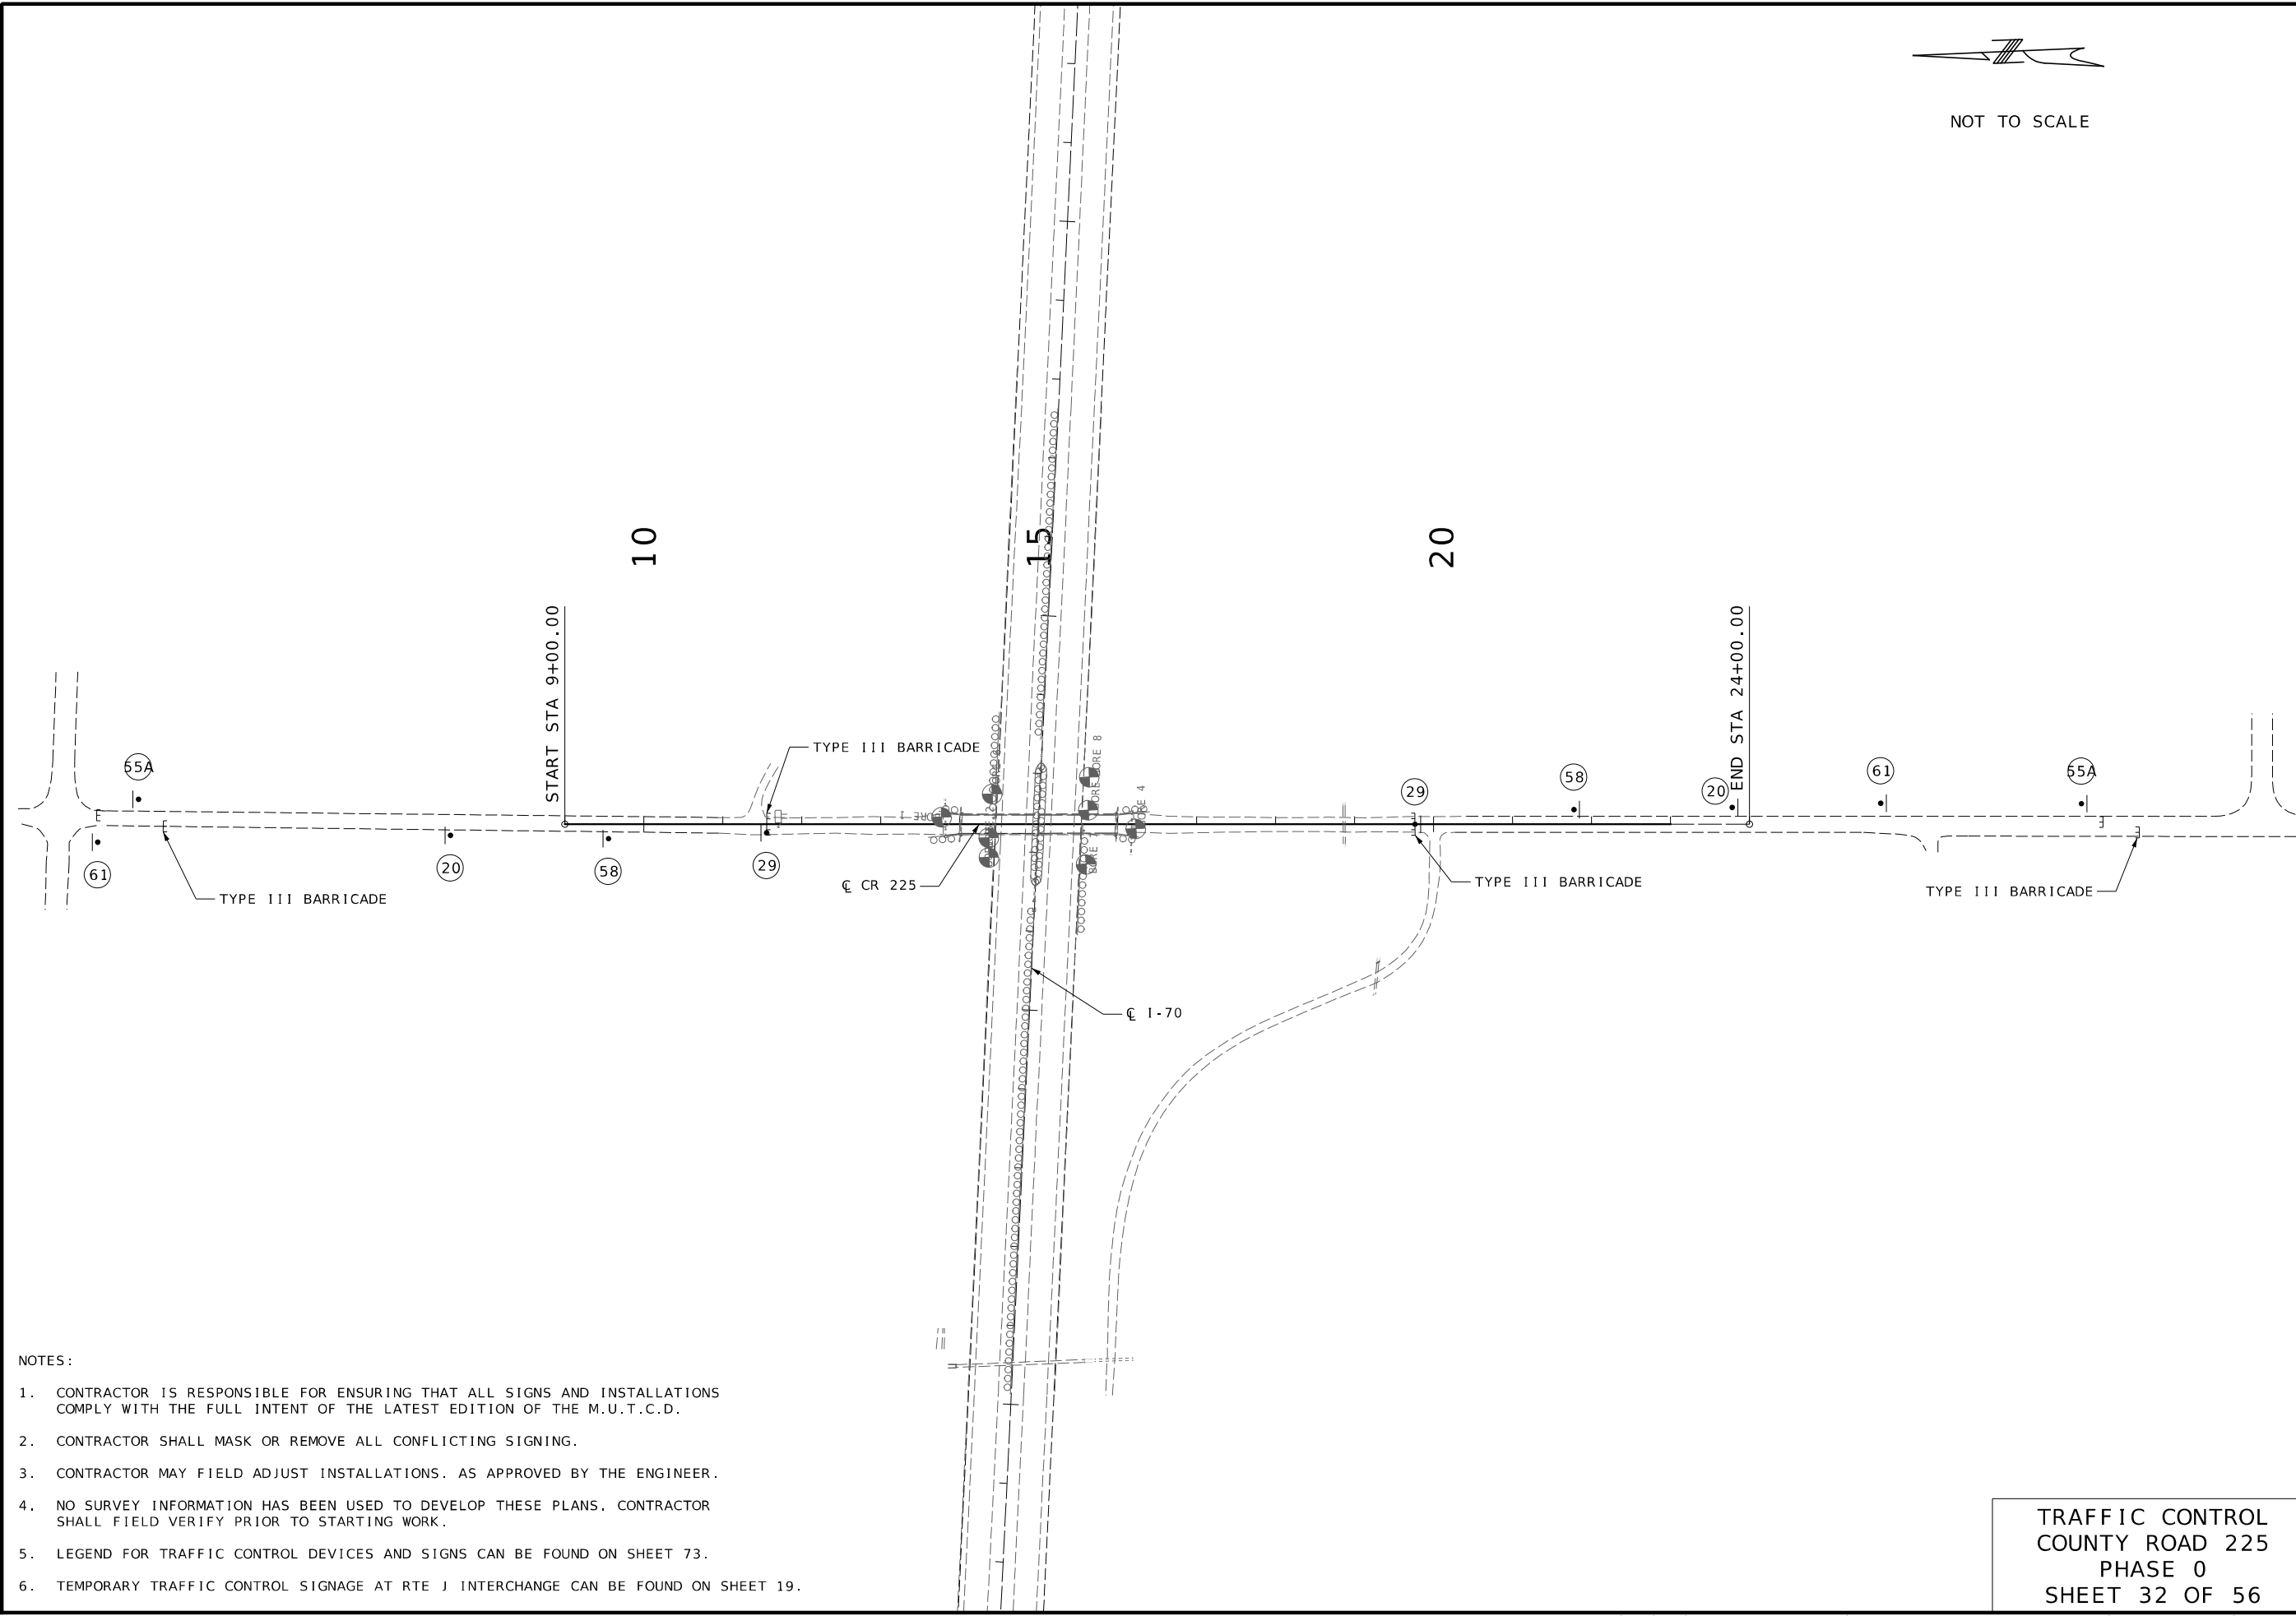 NOT TO SCALE
10
15
20
START STA 9+00.00
END STA 24+00.00
TYPE III BARRICADE
BORE 8
BORE 4
55A
61
20
58
29
TYPE III BARRICADE
℄ CR 225
BORE
29
58
20
61
55A
TYPE III BARRICADE
TYPE III BARRICADE
℄ I-70
NOTES:
1. CONTRACTOR IS RESPONSIBLE FOR ENSURING THAT ALL SIGNS AND INSTALLATIONS
COMPLY WITH THE FULL INTENT OF THE LATEST EDITION OF THE M.U.T.C.D.
2. CONTRACTOR SHALL MASK OR REMOVE ALL CONFLICTING SIGNING.
3. CONTRACTOR MAY FIELD ADJUST INSTALLATIONS. AS APPROVED BY THE ENGINEER.
4. NO SURVEY INFORMATION HAS BEEN USED TO DEVELOP THESE PLANS. CONTRACTOR
SHALL FIELD VERIFY PRIOR TO STARTING WORK.
5. LEGEND FOR TRAFFIC CONTROL DEVICES AND SIGNS CAN BE FOUND ON SHEET 73.
6. TEMPORARY TRAFFIC CONTROL SIGNAGE AT RTE J INTERCHANGE CAN BE FOUND ON SHEET 19.
TRAFFIC CONTROL
COUNTY ROAD 225
PHASE 0
SHEET 32 OF 56